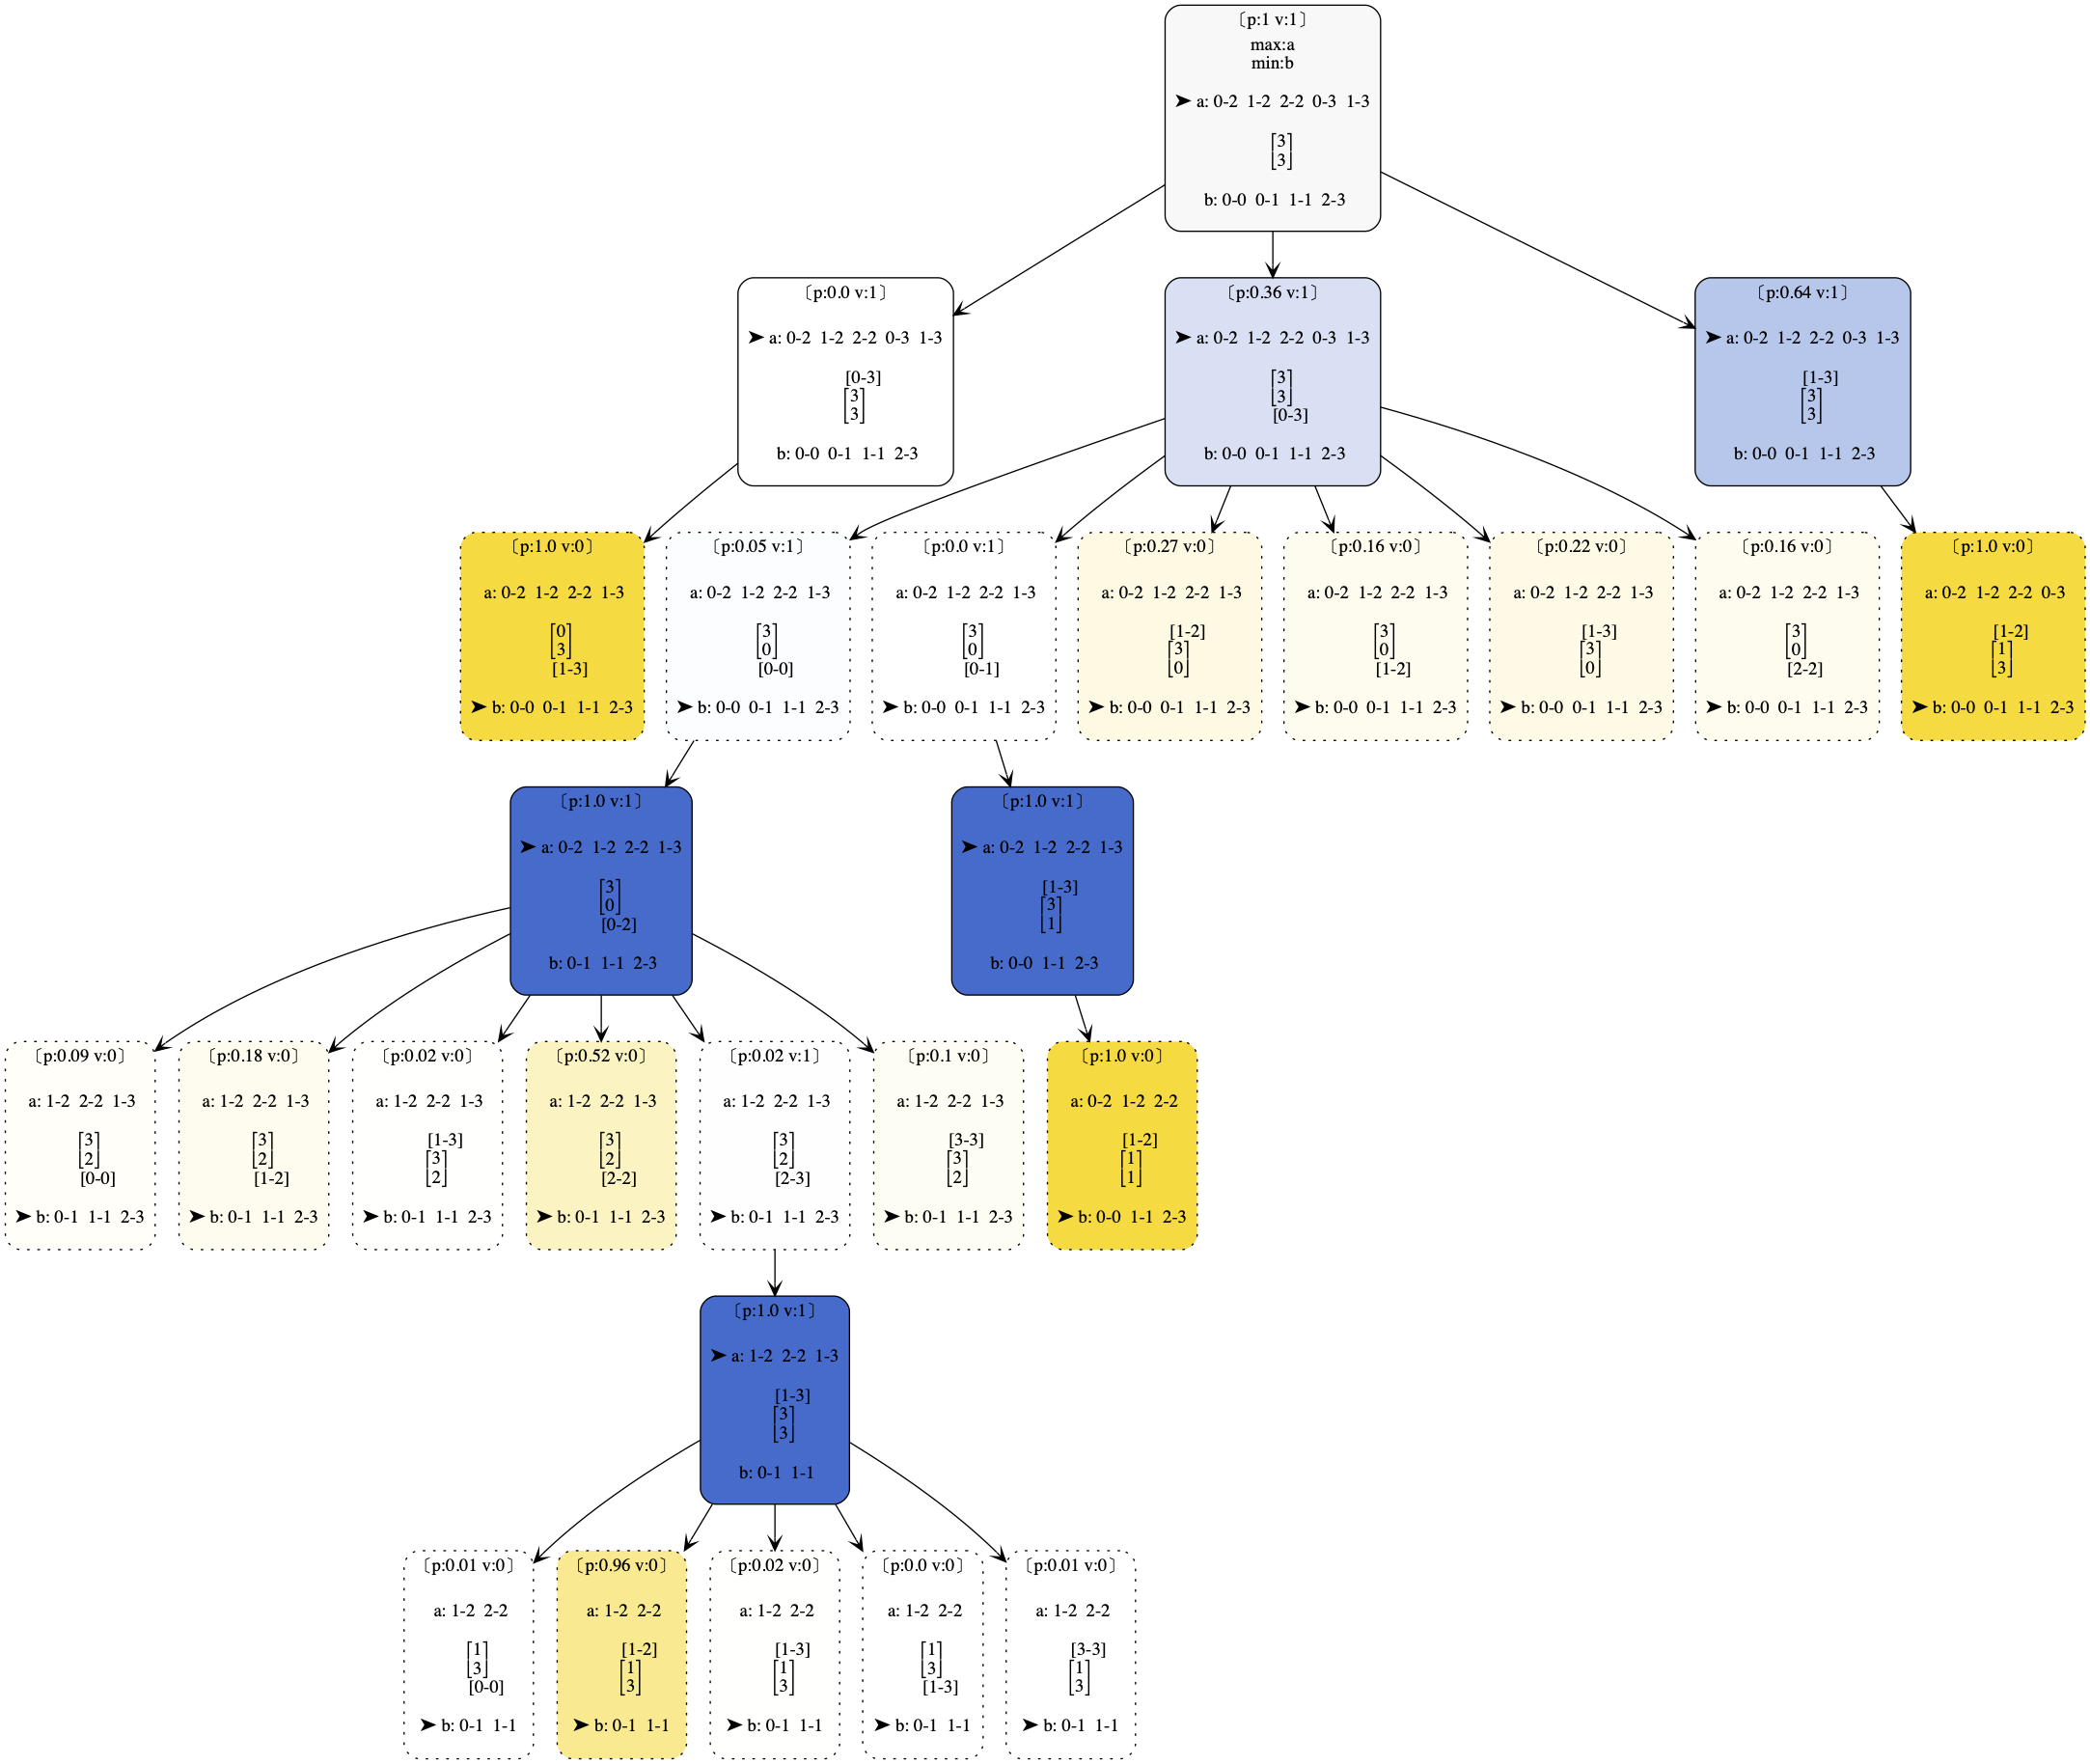 〔p:1 v:1〕
max:a
min:b
➤ a: 0-2 1-2 2-2 0-3 1-3
⎡3⎤
⎣3⎦
b: 0-0 0-1 1-1 2-3
〔p:0.0 v:1〕
➤ a: 0-2 1-2 2-2 0-3 1-3
[0-3]
⎡3⎤
⎣3⎦
b: 0-0 0-1 1-1 2-3
〔p:0.36 v:1〕
➤ a: 0-2 1-2 2-2 0-3 1-3
⎡3⎤
⎣3⎦
[0-3]
b: 0-0 0-1 1-1 2-3
〔p:0.64 v:1〕
➤ a: 0-2 1-2 2-2 0-3 1-3
[1-3]
⎡3⎤
⎣3⎦
b: 0-0 0-1 1-1 2-3
〔p:1.0 v:0〕
a: 0-2 1-2 2-2 1-3
⎡0⎤
⎣3⎦
[1-3]
➤ b: 0-0 0-1 1-1 2-3
〔p:0.05 v:1〕
a: 0-2 1-2 2-2 1-3
⎡3⎤
⎣0⎦
[0-0]
➤ b: 0-0 0-1 1-1 2-3
〔p:0.0 v:1〕
a: 0-2 1-2 2-2 1-3
⎡3⎤
⎣0⎦
[0-1]
➤ b: 0-0 0-1 1-1 2-3
〔p:0.27 v:0〕
a: 0-2 1-2 2-2 1-3
[1-2]
⎡3⎤
⎣0⎦
➤ b: 0-0 0-1 1-1 2-3
〔p:0.16 v:0〕
a: 0-2 1-2 2-2 1-3
⎡3⎤
⎣0⎦
[1-2]
➤ b: 0-0 0-1 1-1 2-3
〔p:0.22 v:0〕
a: 0-2 1-2 2-2 1-3
[1-3]
⎡3⎤
⎣0⎦
➤ b: 0-0 0-1 1-1 2-3
〔p:0.16 v:0〕
a: 0-2 1-2 2-2 1-3
⎡3⎤
⎣0⎦
[2-2]
➤ b: 0-0 0-1 1-1 2-3
〔p:1.0 v:0〕
a: 0-2 1-2 2-2 0-3
[1-2]
⎡1⎤
⎣3⎦
➤ b: 0-0 0-1 1-1 2-3
〔p:1.0 v:1〕
➤ a: 0-2 1-2 2-2 1-3
⎡3⎤
⎣0⎦
[0-2]
b: 0-1 1-1 2-3
〔p:1.0 v:1〕
➤ a: 0-2 1-2 2-2 1-3
[1-3]
⎡3⎤
⎣1⎦
b: 0-0 1-1 2-3
〔p:0.09 v:0〕
a: 1-2 2-2 1-3
⎡3⎤
⎣2⎦
[0-0]
➤ b: 0-1 1-1 2-3
〔p:0.18 v:0〕
a: 1-2 2-2 1-3
⎡3⎤
⎣2⎦
[1-2]
➤ b: 0-1 1-1 2-3
〔p:0.02 v:0〕
a: 1-2 2-2 1-3
[1-3]
⎡3⎤
⎣2⎦
➤ b: 0-1 1-1 2-3
〔p:0.52 v:0〕
a: 1-2 2-2 1-3
⎡3⎤
⎣2⎦
[2-2]
➤ b: 0-1 1-1 2-3
〔p:0.02 v:1〕
a: 1-2 2-2 1-3
⎡3⎤
⎣2⎦
[2-3]
➤ b: 0-1 1-1 2-3
〔p:0.1 v:0〕
a: 1-2 2-2 1-3
[3-3]
⎡3⎤
⎣2⎦
➤ b: 0-1 1-1 2-3
〔p:1.0 v:0〕
a: 0-2 1-2 2-2
[1-2]
⎡1⎤
⎣1⎦
➤ b: 0-0 1-1 2-3
〔p:1.0 v:1〕
➤ a: 1-2 2-2 1-3
[1-3]
⎡3⎤
⎣3⎦
b: 0-1 1-1
〔p:0.01 v:0〕
a: 1-2 2-2
⎡1⎤
⎣3⎦
[0-0]
➤ b: 0-1 1-1
〔p:0.96 v:0〕
a: 1-2 2-2
[1-2]
⎡1⎤
⎣3⎦
➤ b: 0-1 1-1
〔p:0.02 v:0〕
a: 1-2 2-2
[1-3]
⎡1⎤
⎣3⎦
➤ b: 0-1 1-1
〔p:0.0 v:0〕
a: 1-2 2-2
⎡1⎤
⎣3⎦
[1-3]
➤ b: 0-1 1-1
〔p:0.01 v:0〕
a: 1-2 2-2
[3-3]
⎡1⎤
⎣3⎦
➤ b: 0-1 1-1